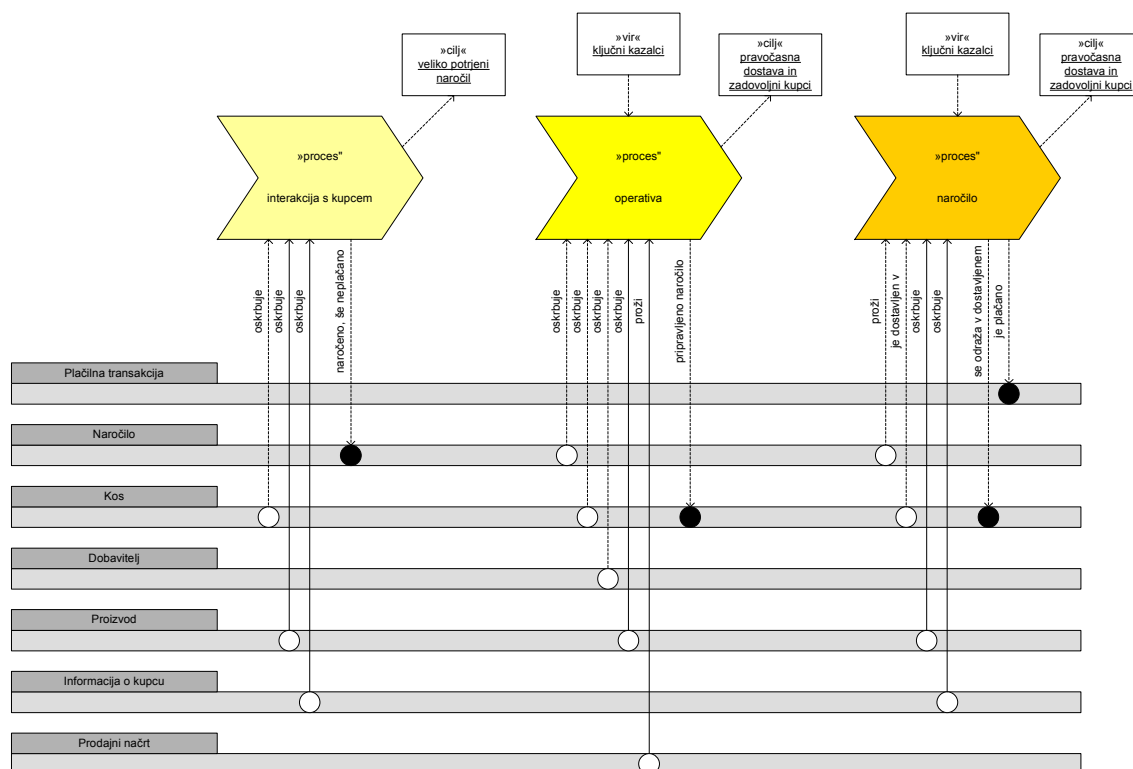 »cilj«
veliko potrjeni
naročil
»vir«
ključni kazalci
»cilj«
pravočasna
dostava in
zadovoljni kupci
»vir«
ključni kazalci
»cilj«
pravočasna
dostava in
zadovoljni kupci
»proces"
interakcija s kupcem
»proces"
operativa
»proces"
naročilo
oskrbuje
oskrbuje
oskrbuje
naročeno, še neplačano
oskrbuje
oskrbuje
oskrbuje
oskrbuje
proži
pripravljeno naročilo
proži
je dostavljen v
oskrbuje
oskrbuje
se odraža v dostavljenem
je plačano
Plačilna transakcija
Naročilo
Kos
Dobavitelj
Proizvod
Informacija o kupcu
Prodajni načrt